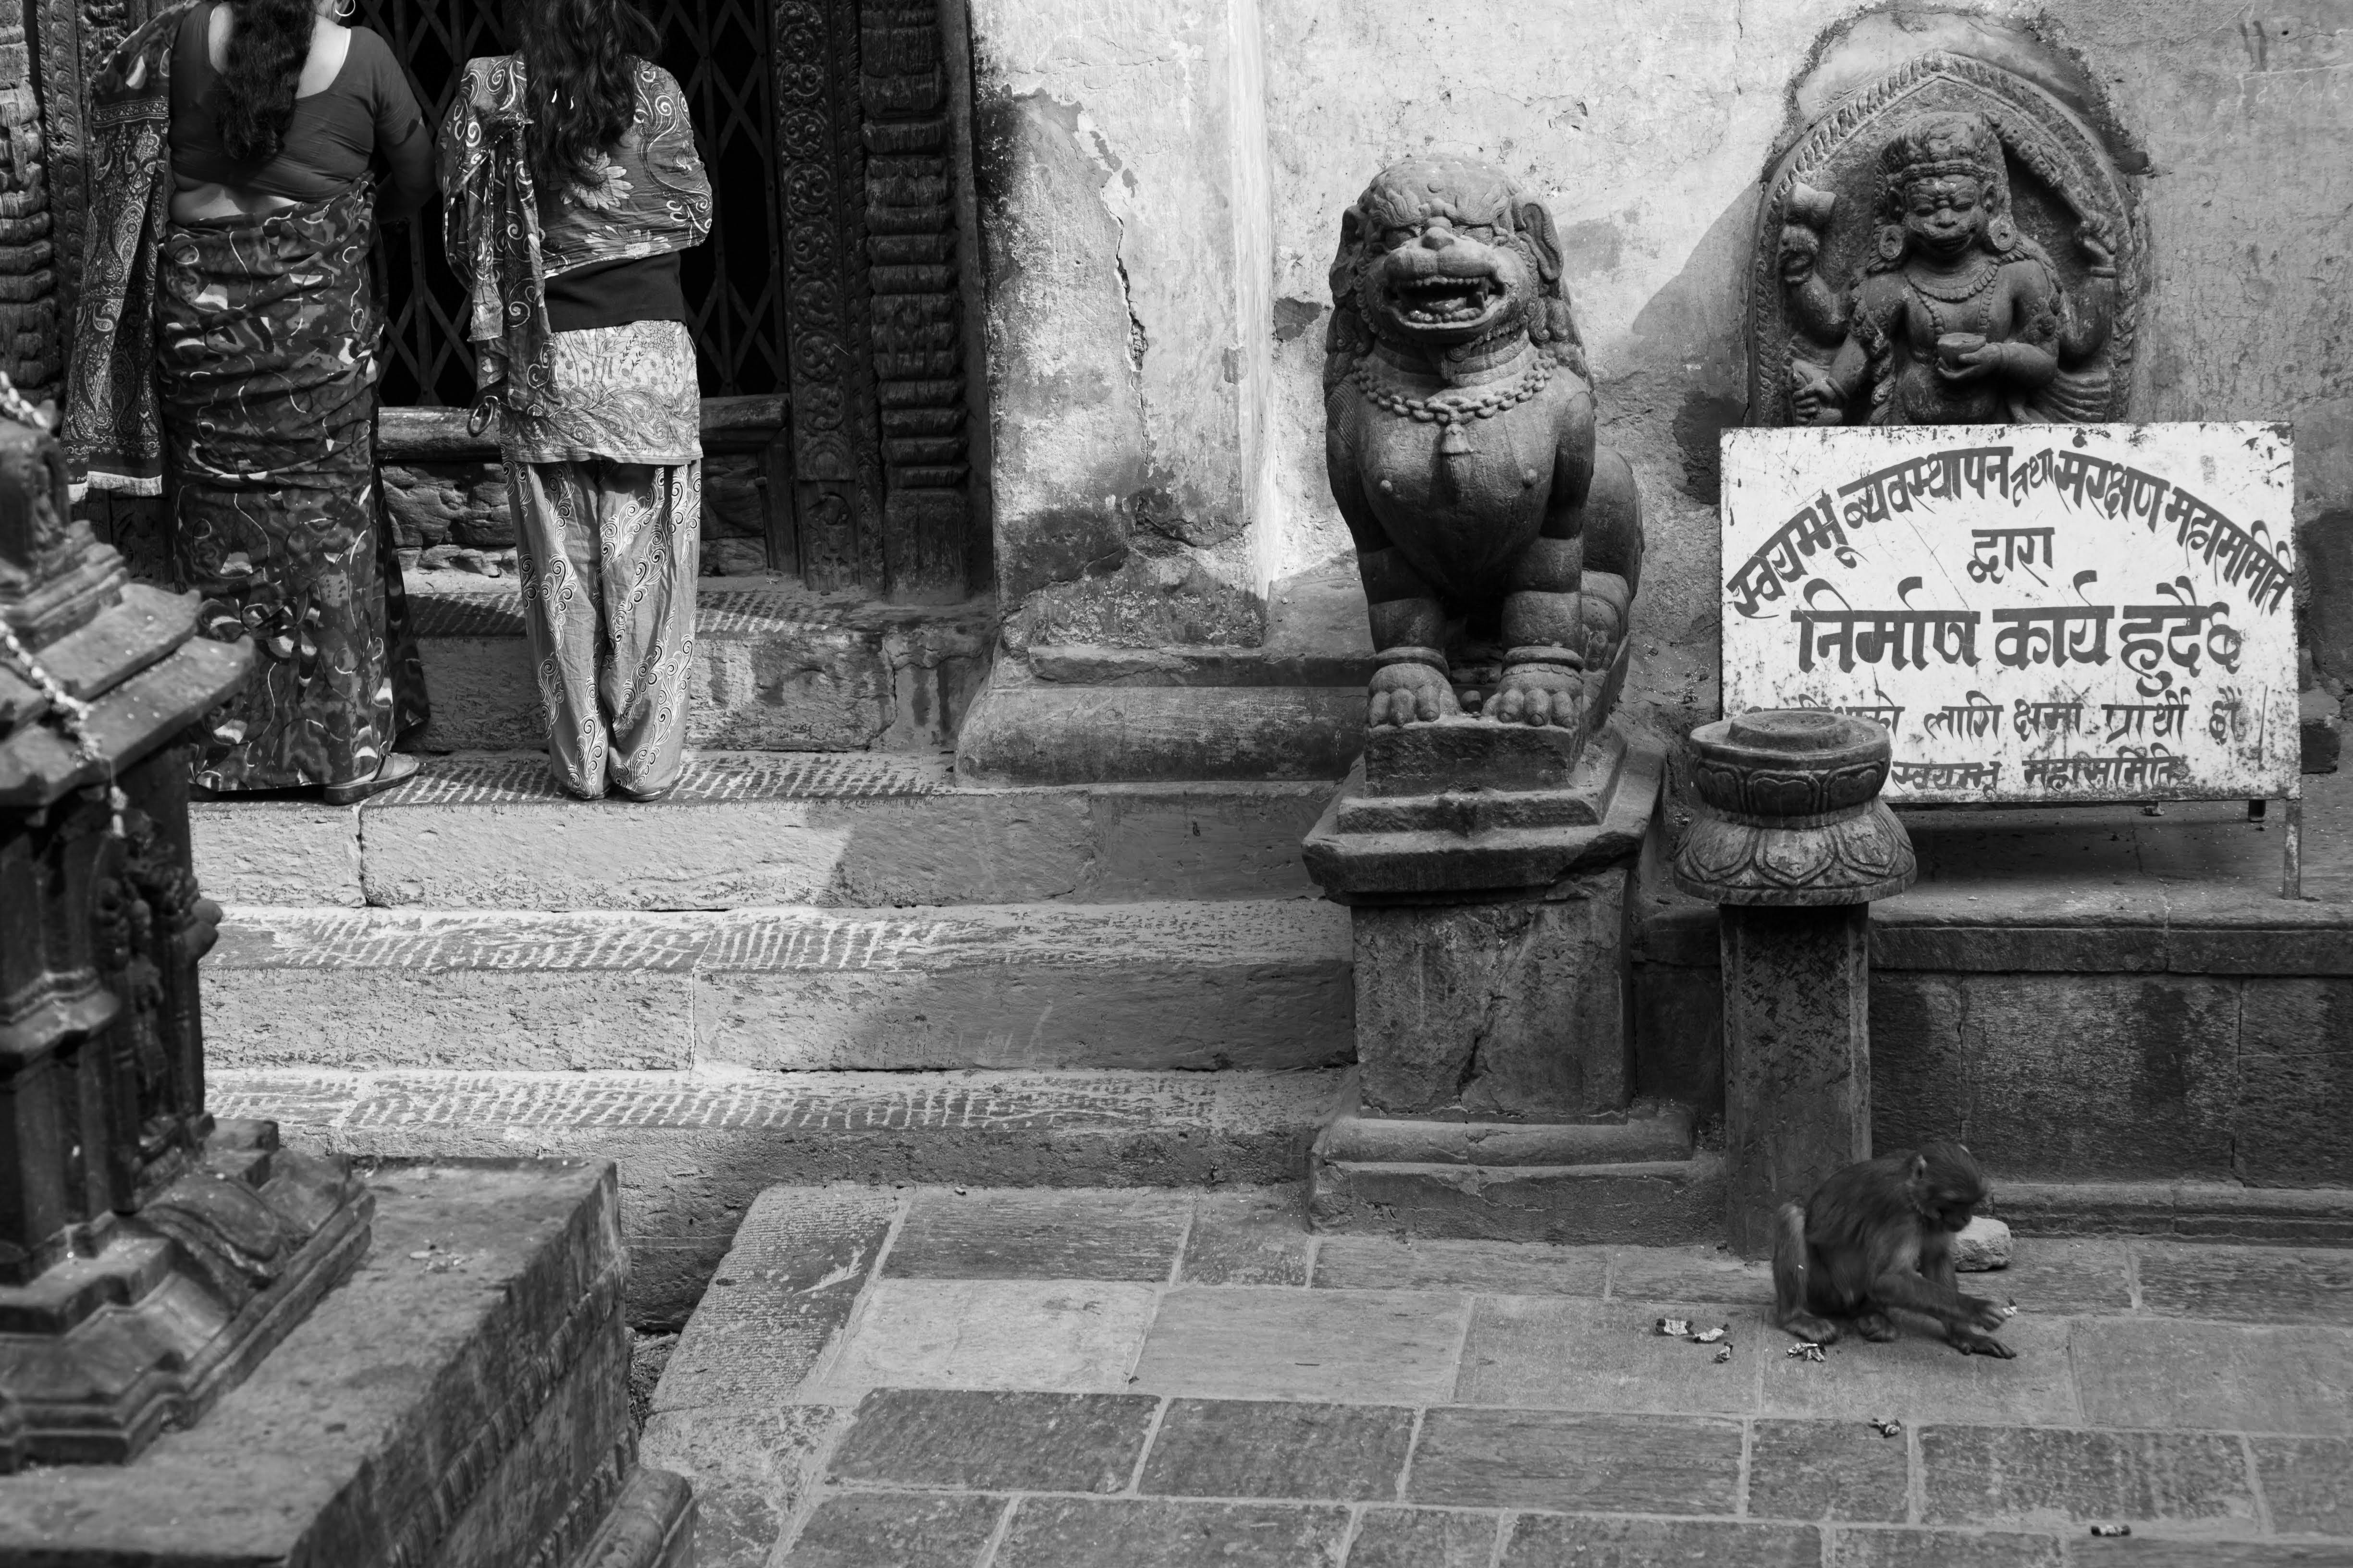 स्वयम्भू व्यवस्थापन तथा संरक्षण महासमिति
द्वारा
निर्माण कार्य हुदैछ
लागि क्षमा प्रार्थी छौं
स्वयम्भू महासमिति